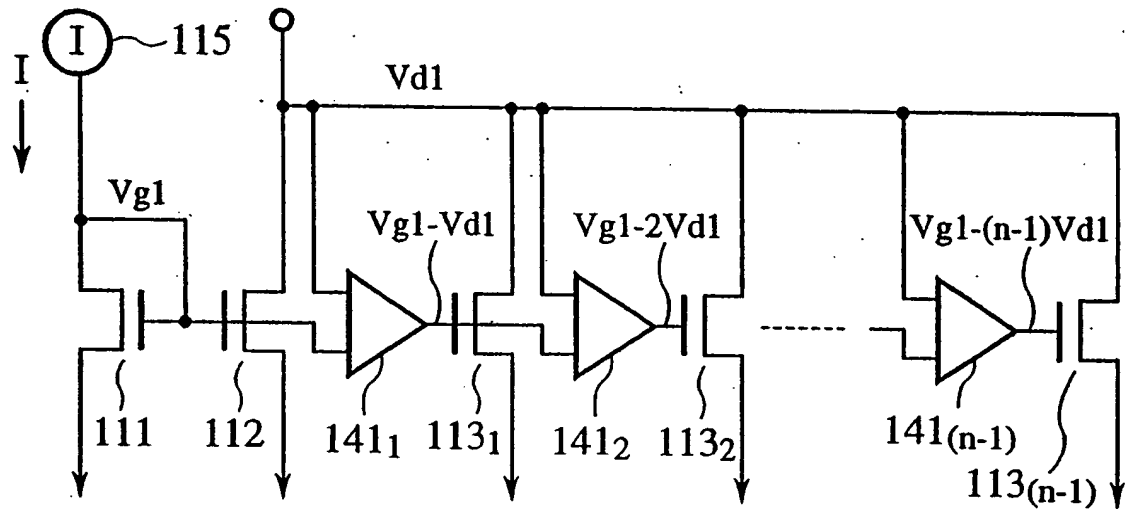 I
115
I
Vd1
Vg1
Vg1-Vd1
Vg1-2Vd1
Vg1-(n-1)Vd1
111
112
141₁
113₁
141₂
113₂
141(n-1)
113(n-1)